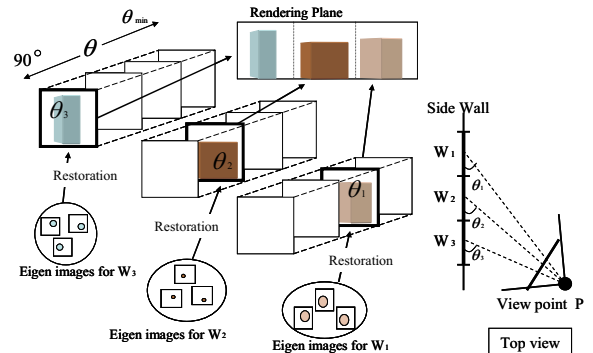 Rendering Plane
θ min
θ
90°
θ3
θ2
θ1
Restoration
Restoration
Restoration
Eigen images for W3
Eigen images for W2
Eigen images for W1
Side Wall
W1
θ1
W2
θ2
W3
θ3
View point P
Top view